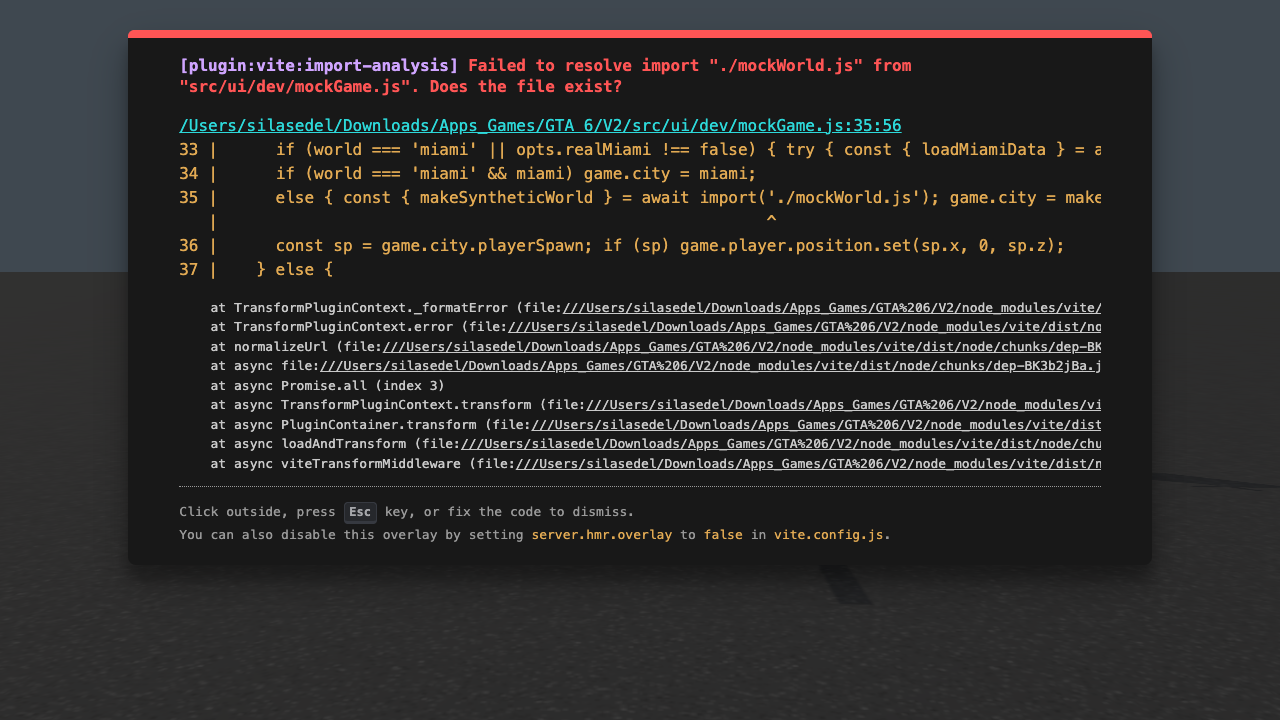 [plugin:vite:import-analysis] Failed to resolve import "./mockWorld.js" from
"src/ui/dev/mockGame.js". Does the file exist?
/Users/silasedel/Downloads/Apps_Games/GTA 6/V2/src/ui/dev/mockGame.js:35:56
33 |      if (world === 'miami' || opts.realMiami !== false) { try { const { loadMiamiData } = a
34 |      if (world === 'miami' && miami) game.city = miami;
35 |      else { const { makeSyntheticWorld } = await import('./mockWorld.js'); game.city = make
   |                                                         ^
36 |      const sp = game.city.playerSpawn; if (sp) game.player.position.set(sp.x, 0, sp.z);
37 |    } else {
    at TransformPluginContext._formatError (file:///Users/silasedel/Downloads/Apps_Games/GTA%206/V2/node_modules/vite/
    at TransformPluginContext.error (file:///Users/silasedel/Downloads/Apps_Games/GTA%206/V2/node_modules/vite/dist/no
    at normalizeUrl (file:///Users/silasedel/Downloads/Apps_Games/GTA%206/V2/node_modules/vite/dist/node/chunks/dep-BK
    at async file:///Users/silasedel/Downloads/Apps_Games/GTA%206/V2/node_modules/vite/dist/node/chunks/dep-BK3b2jBa.j
    at async Promise.all (index 3)
    at async TransformPluginContext.transform (file:///Users/silasedel/Downloads/Apps_Games/GTA%206/V2/node_modules/vi
    at async PluginContainer.transform (file:///Users/silasedel/Downloads/Apps_Games/GTA%206/V2/node_modules/vite/dist
    at async loadAndTransform (file:///Users/silasedel/Downloads/Apps_Games/GTA%206/V2/node_modules/vite/dist/node/chu
    at async viteTransformMiddleware (file:///Users/silasedel/Downloads/Apps_Games/GTA%206/V2/node_modules/vite/dist/n
Click outside, press Esc key, or fix the code to dismiss.
You can also disable this overlay by setting server.hmr.overlay to false in vite.config.js.